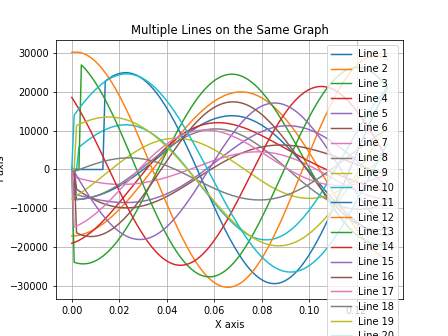 Multiple Lines on the Same Graph
30000
20000
10000
0
−10000
−20000
−30000
axis
0.00
0.02
0.04
0.06
0.08
0.10
X axis
Line 1
Line 2
Line 3
Line 4
Line 5
Line 6
Line 7
Line 8
Line 9
Line 10
Line 11
Line 12
Line 13
Line 14
Line 15
Line 16
Line 17
Line 18
Line 19
Line 20